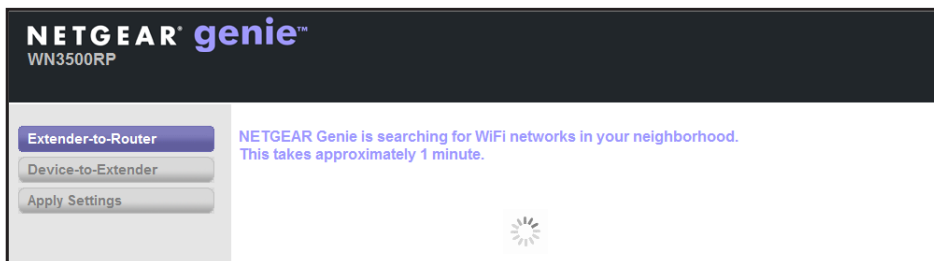 NETGEAR® genie™
WN3500RP
Extender-to-Router
Device-to-Extender
Apply Settings
NETGEAR Genie is searching for WiFi networks in your neighborhood.
This takes approximately 1 minute.